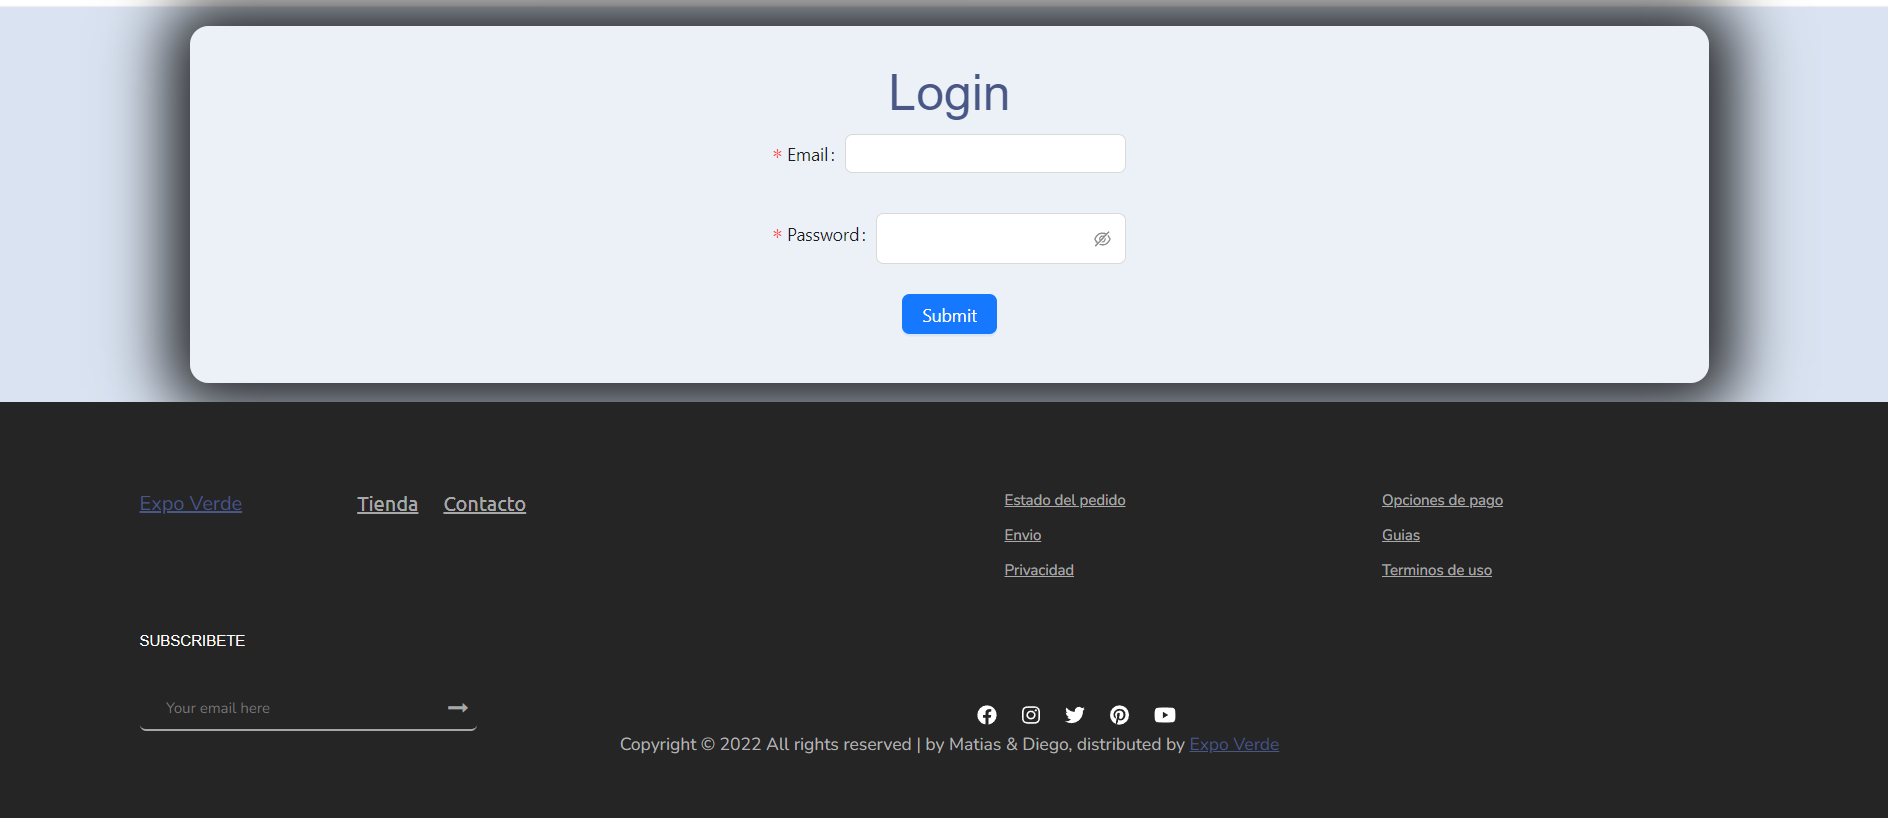 Login
* Email:
* Password:
Submit
Expo Verde
Tienda Contacto
Estado del pedido
Envio
Privacidad
Opciones de pago
Guias
Terminos de uso
SUBSCRIBETE
Your email here
Copyright © 2022 All rights reserved | by Matias & Diego, distributed by Expo Verde